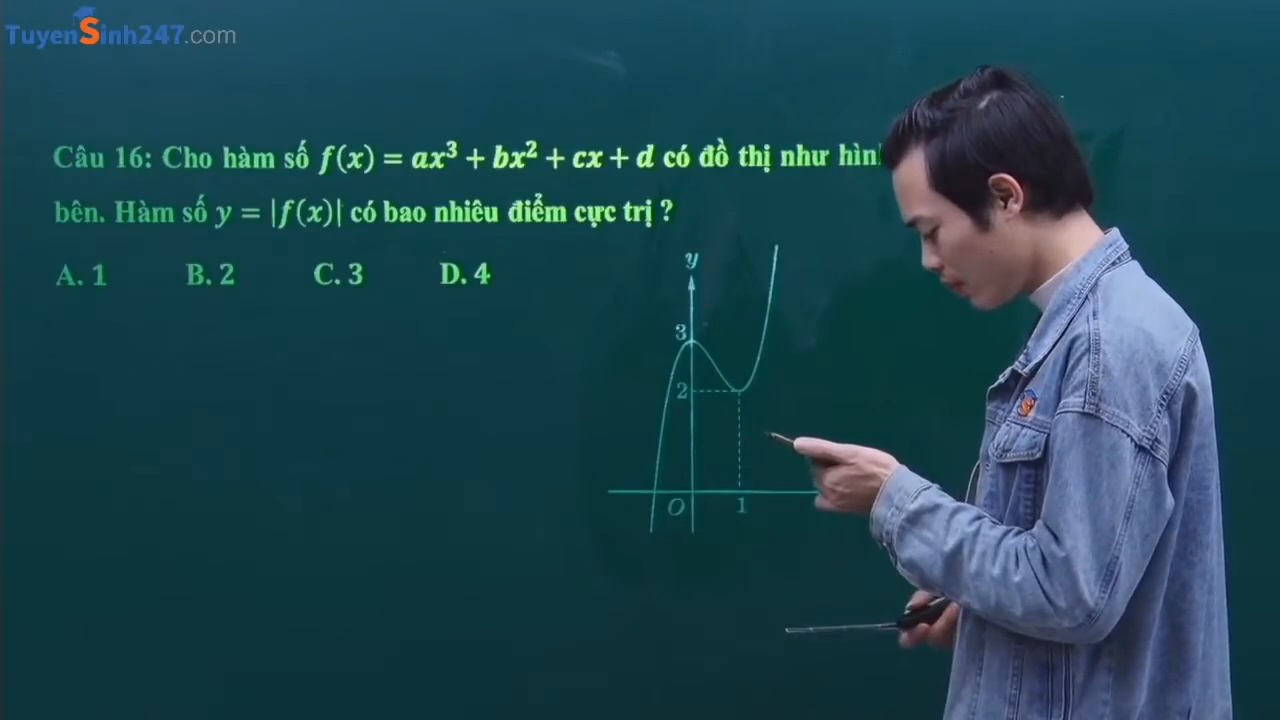 TuyenSinh247.com
Câu 16: Cho hàm số f(x) = ax³ + bx² + cx + d có đồ thị như
bên. Hàm số y = |f(x)| có bao nhiêu điểm cực trị ?
A. 1 B. 2 C. 3 D. 4
y
3
2
O 1